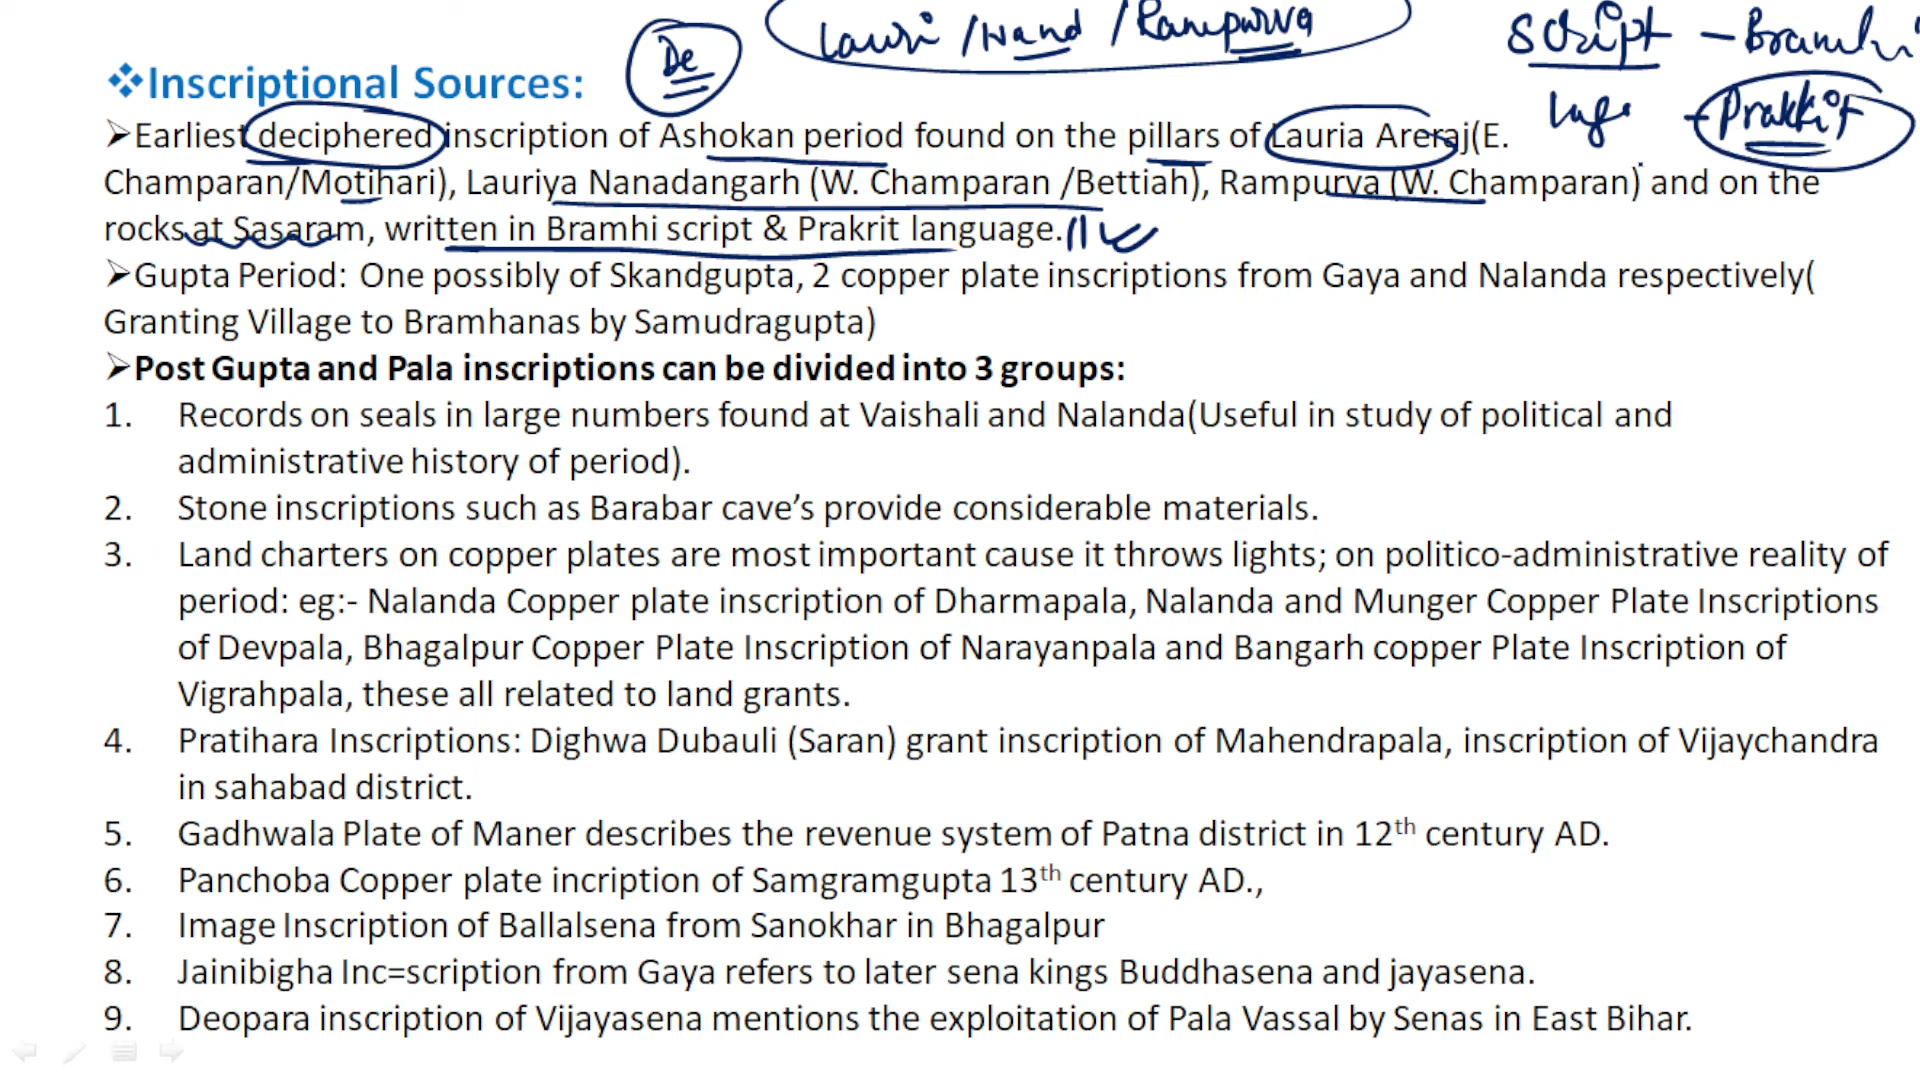 De
Lauri /Nand /Rampurva
Script - Bramhi
- Prakkit
❖Inscriptional Sources:
➢Earliest deciphered inscription of Ashokan period found on the pillars of Lauria Areraj(E.
Champaran/Motihari), Lauriya Nanadangarh (W. Champaran /Bettiah), Rampurva (W. Champaran) and on the
rocks at Sasaram, written in Bramhi script & Prakrit language.
➢Gupta Period: One possibly of Skandgupta, 2 copper plate inscriptions from Gaya and Nalanda respectively(
Granting Village to Bramhanas by Samudragupta)
➢Post Gupta and Pala inscriptions can be divided into 3 groups:
1. Records on seals in large numbers found at Vaishali and Nalanda(Useful in study of political and
administrative history of period).
2. Stone inscriptions such as Barabar cave’s provide considerable materials.
3. Land charters on copper plates are most important cause it throws lights; on politico-administrative reality of
period: eg:- Nalanda Copper plate inscription of Dharmapala, Nalanda and Munger Copper Plate Inscriptions
of Devpala, Bhagalpur Copper Plate Inscription of Narayanpala and Bangarh copper Plate Inscription of
Vigrahpala, these all related to land grants.
4. Pratihara Inscriptions: Dighwa Dubauli (Saran) grant inscription of Mahendrapala, inscription of Vijaychandra
in sahabad district.
5. Gadhwala Plate of Maner describes the revenue system of Patna district in 12th century AD.
6. Panchoba Copper plate incription of Samgramgupta 13th century AD.,
7. Image Inscription of Ballalsena from Sanokhar in Bhagalpur
8. Jainibigha Inc=scription from Gaya refers to later sena kings Buddhasena and jayasena.
9. Deopara inscription of Vijayasena mentions the exploitation of Pala Vassal by Senas in East Bihar.